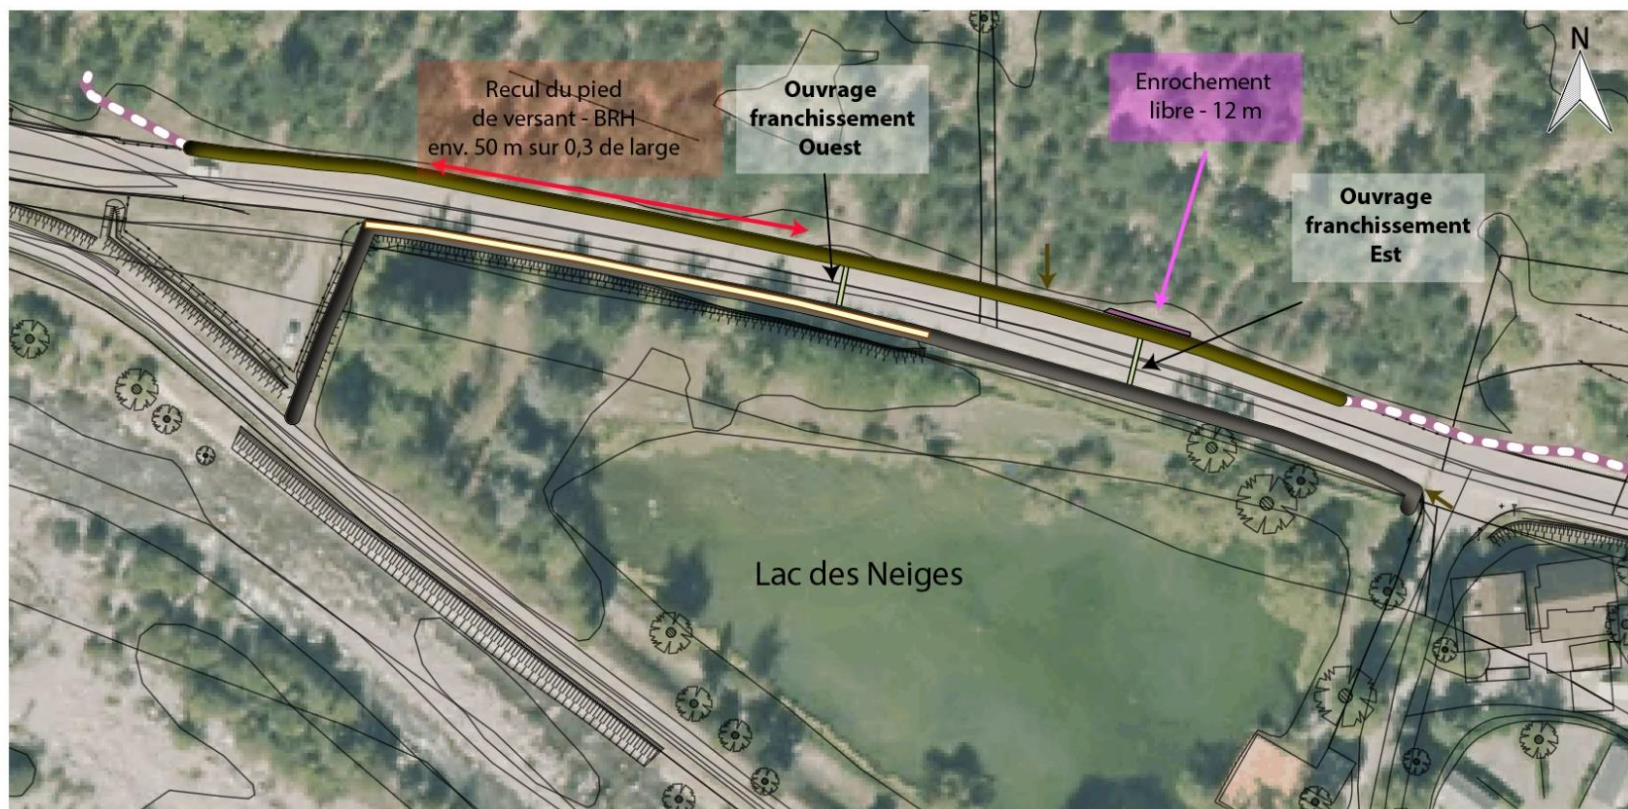 Recul du pied
de versant - BRH
env. 50 m sur 0,3 de large
Ouvrage
franchissement
Ouest
Enrochement
libre - 12 m
N
Ouvrage
franchissement
Est
Lac des Neiges